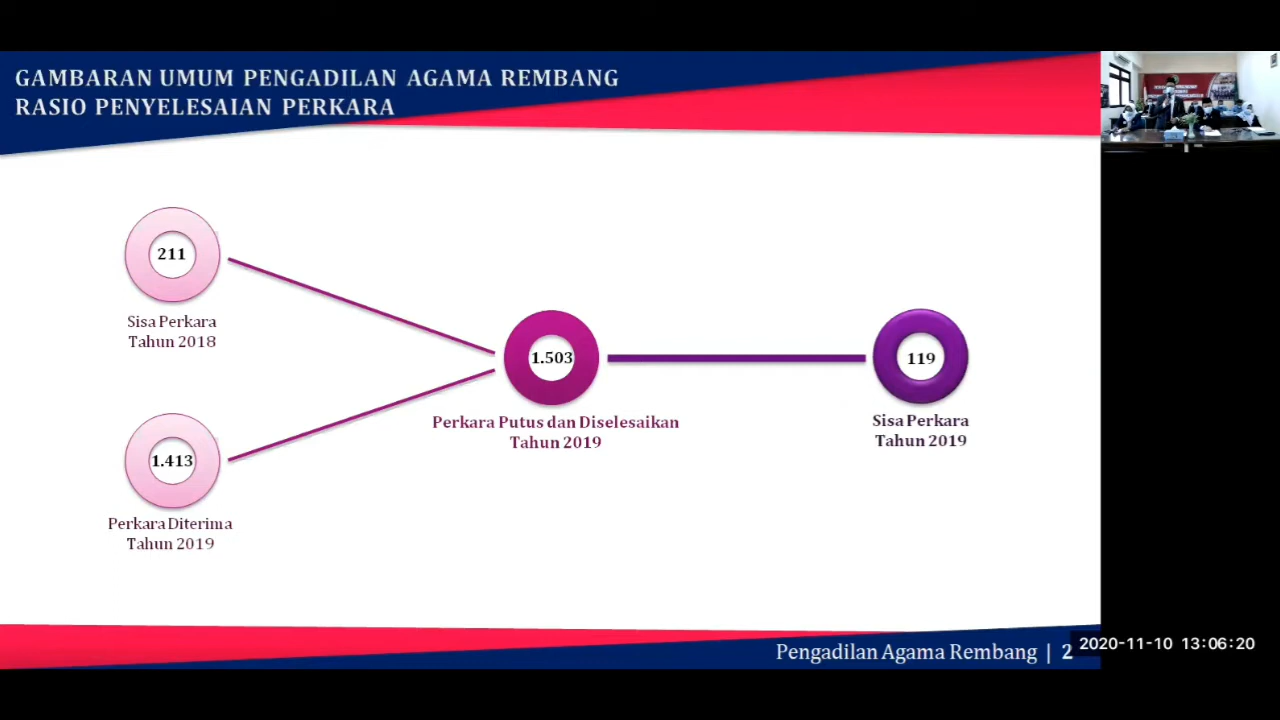 GAMBARAN UMUM PENGADILAN AGAMA REMBANG
RASIO PENYELESAIAN PERKARA
211
Sisa Perkara
Tahun 2018
1.413
Perkara Diterima
Tahun 2019
1.503
Perkara Putus dan Diselesaikan
Tahun 2019
119
Sisa Perkara
Tahun 2019
Pengadilan Agama Rembang | 2
2020-11-10 13:06:20